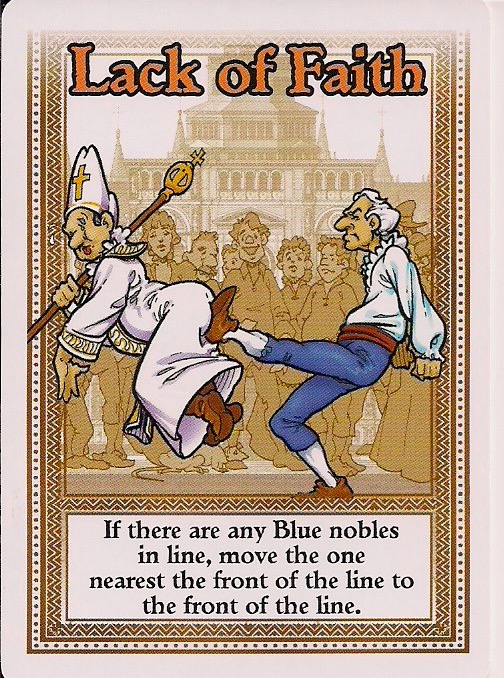 Lack of Faith
If there are any Blue nobles
in line, move the one
nearest the front of the line to
the front of the line.